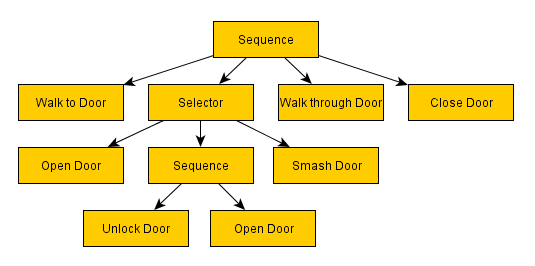 Sequence
Walk to Door
Selector
Walk through Door
Close Door
Open Door
Sequence
Smash Door
Unlock Door
Open Door